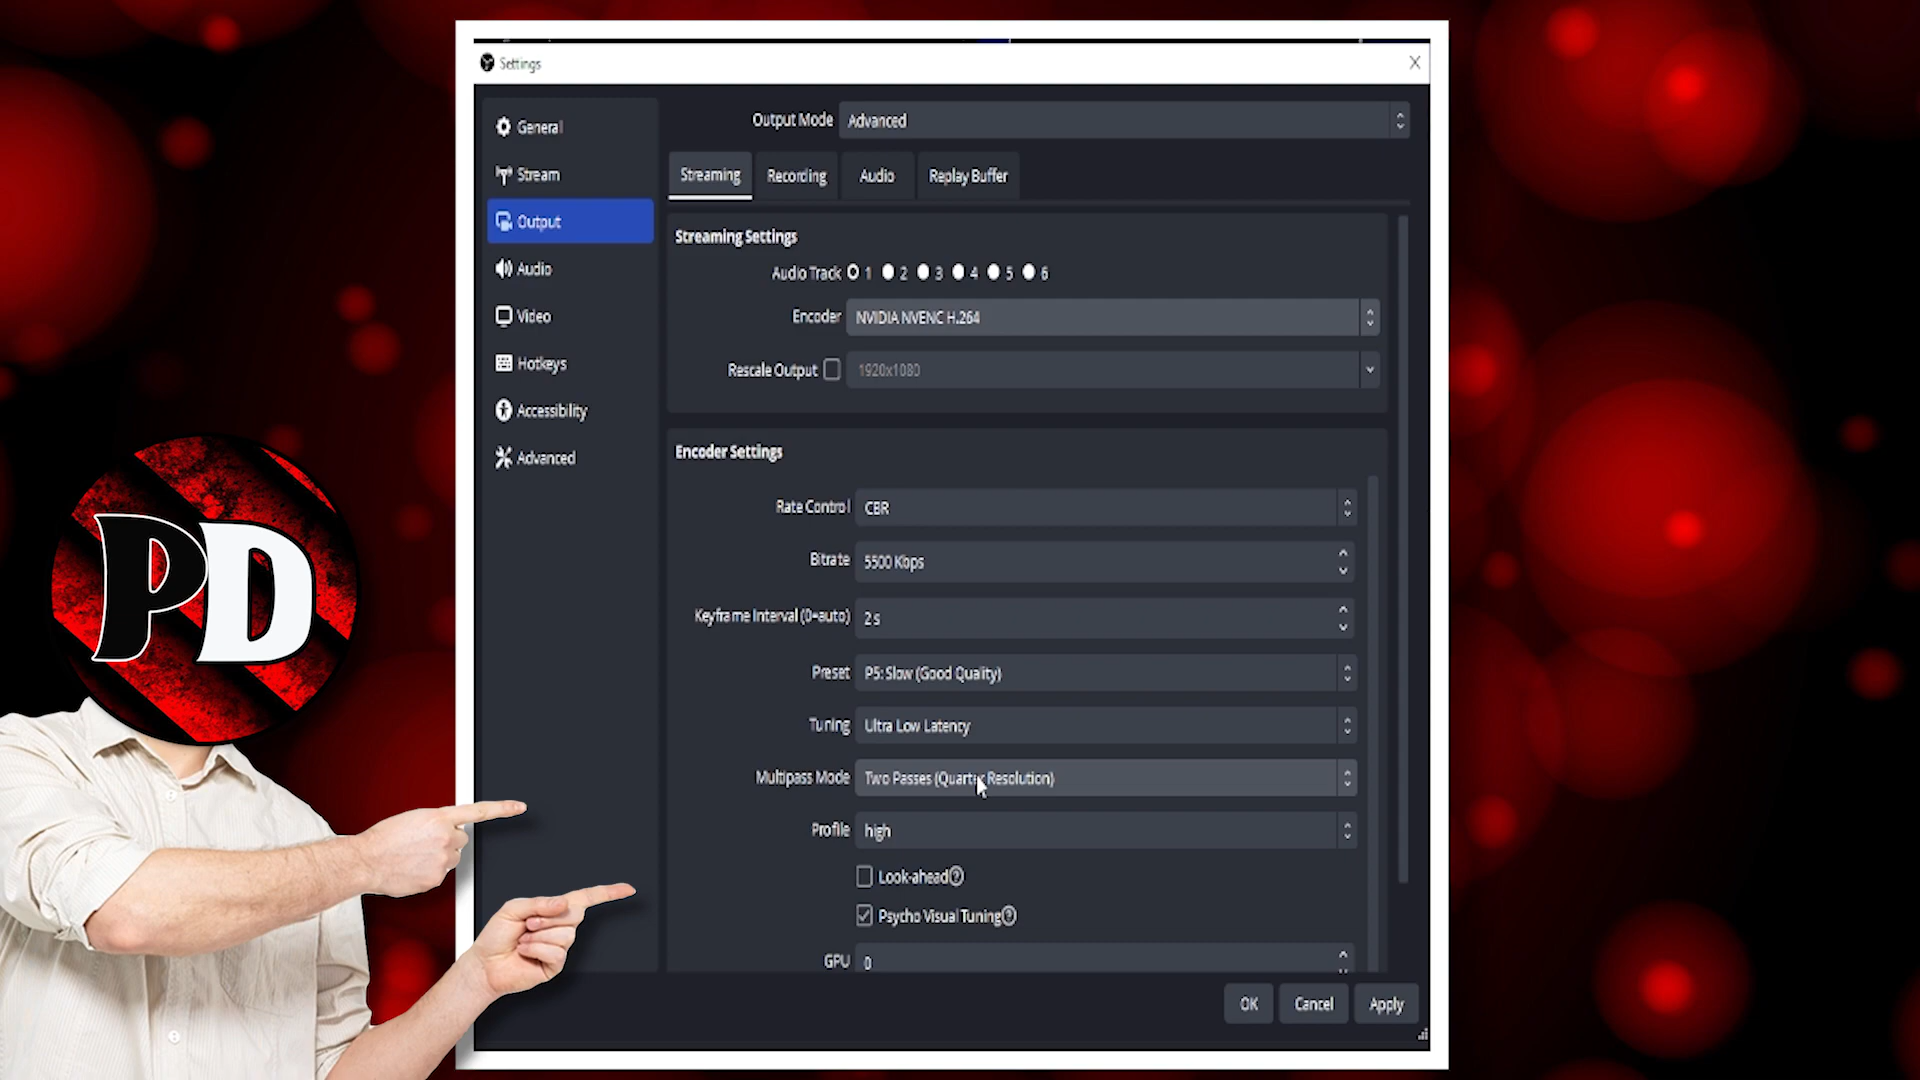 Settings
General
Stream
Output
Audio
Video
Hotkeys
Accessibility
Advanced
Output Mode Advanced
Streaming Recording Audio Replay Buffer
Streaming Settings
Audio Track 1 2 3 4 5 6
Encoder NVIDIA NVENC H.264
Rescale Output 1920x1080
Encoder Settings
Rate Control CBR
Bitrate 5500 Kbps
Keyframe Interval (0=auto) 2 s
Preset P5: Slow (Good Quality)
Tuning Ultra Low Latency
Multipass Mode Two Passes (Quarter Resolution)
Profile high
Look-ahead
Psycho Visual Tuning
GPU 0
OK Cancel Apply
PD